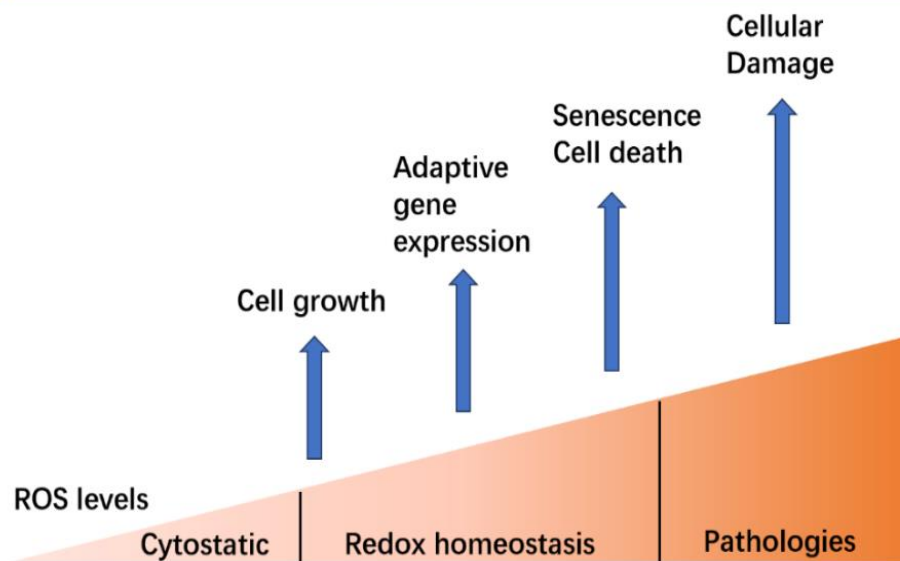 Cellular
Damage
Senescence
Cell death
Adaptive
gene
expression
Cell growth
ROS levels
Cytostatic
Redox homeostasis
Pathologies